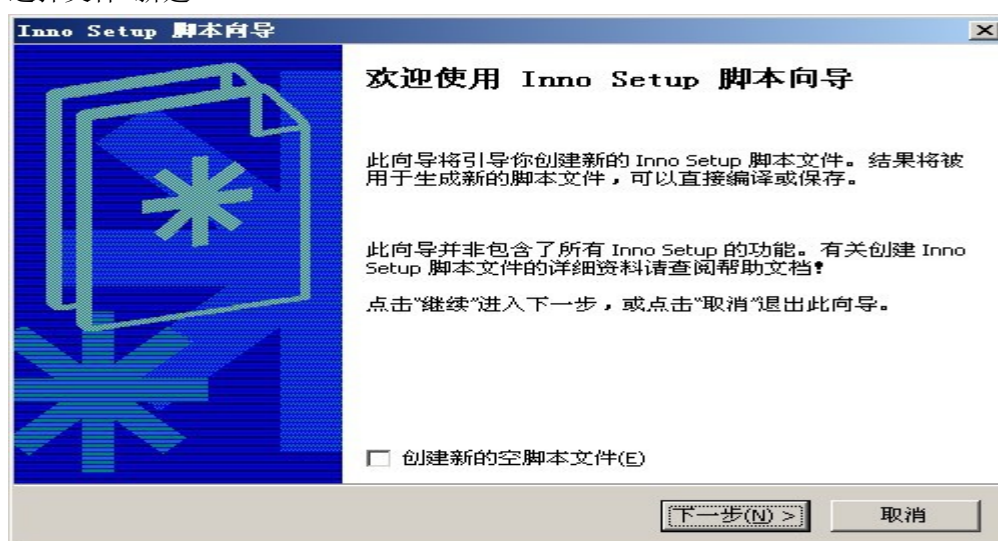 Inno Setup 脚本向导
欢迎使用 Inno Setup 脚本向导
此向导将引导你创建新的 Inno Setup 脚本文件。结果将被
用于生成新的脚本文件，可以直接编译或保存。
此向导并非包含了所有 Inno Setup 的功能。有关创建 Inno
Setup 脚本文件的详细资料请查阅帮助文档!
点击"继续"进入下一步，或点击"取消"退出此向导。
创建新的空脚本文件(E)
下一步(N) >
取消